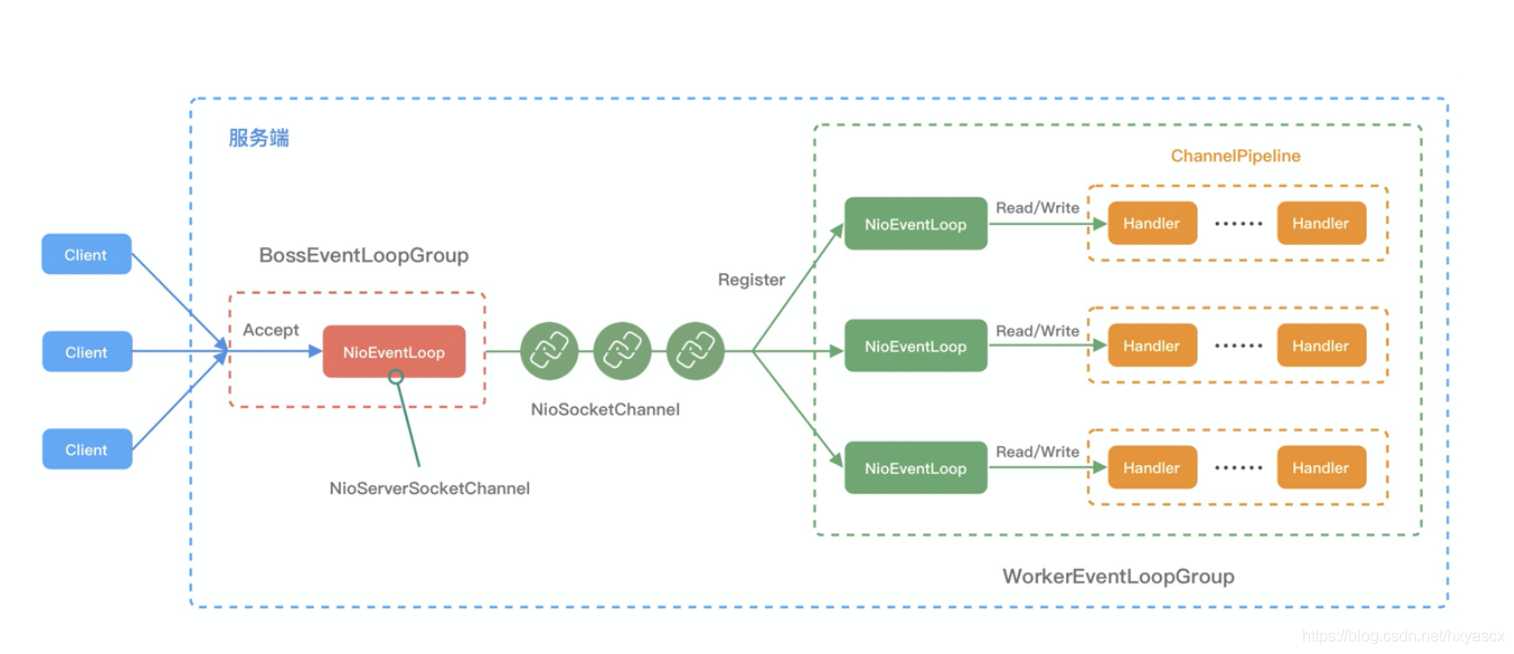 服务端
ChannelPipeline
NioEventLoop
Read/Write
Handler ······ Handler
Client
BossEventLoopGroup
Register
Accept
NioEventLoop
Client
NioEventLoop
Read/Write
Handler ······ Handler
NioSocketChannel
Client
NioServerSocketChannel
NioEventLoop
Read/Write
Handler ······ Handler
WorkerEventLoopGroup
https://blog.csdn.net/hxyascx